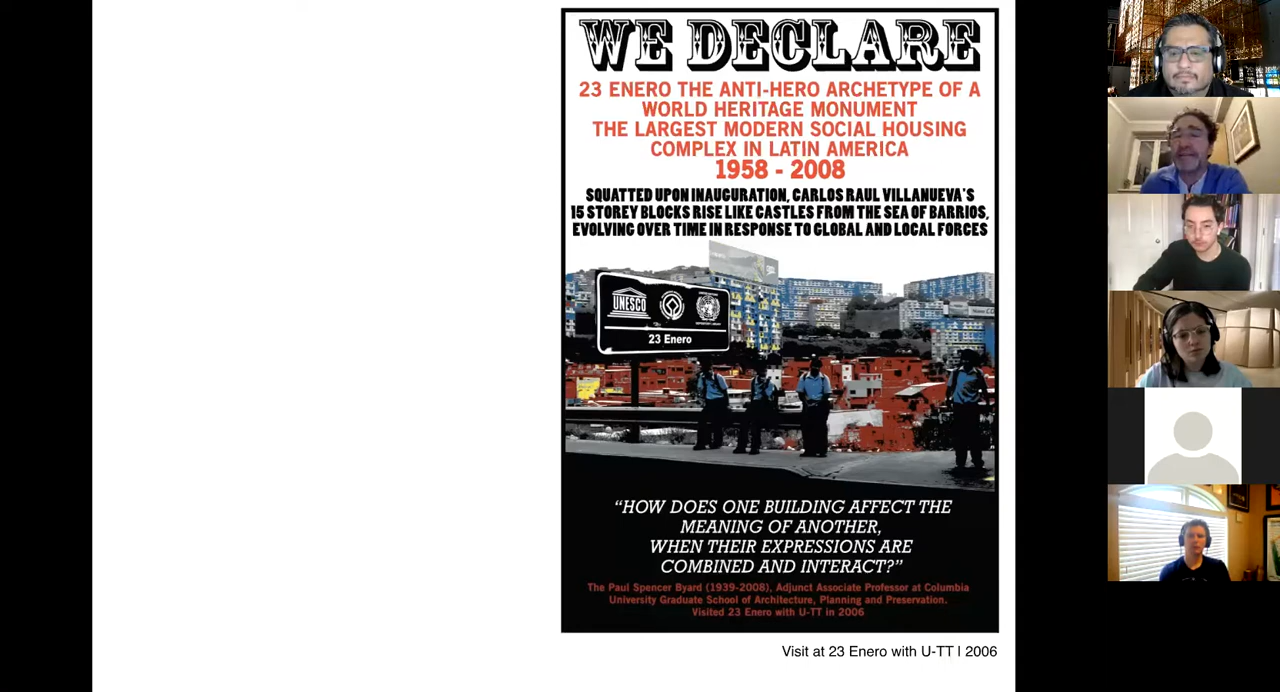 WE DECLARE
23 ENERO THE ANTI-HERO ARCHETYPE OF A
WORLD HERITAGE MONUMENT
THE LARGEST MODERN SOCIAL HOUSING
COMPLEX IN LATIN AMERICA
1958 - 2008
SQUATTED UPON INAUGURATION, CARLOS RAUL VILLANUEVA'S
15 STOREY BLOCKS RISE LIKE CASTLES FROM THE SEA OF BARRIOS,
EVOLVING OVER TIME IN RESPONSE TO GLOBAL AND LOCAL FORCES
UNESCO
23 Enero
"HOW DOES ONE BUILDING AFFECT THE
MEANING OF ANOTHER,
WHEN THEIR EXPRESSIONS ARE
COMBINED AND INTERACT?"
The Paul Spencer Byard (1939-2008), Adjunct Associate Professor at Columbia
University Graduate School of Architecture, Planning and Preservation.
Visited 23 Enero with U-TT in 2006
Visit at 23 Enero with U-TT | 2006